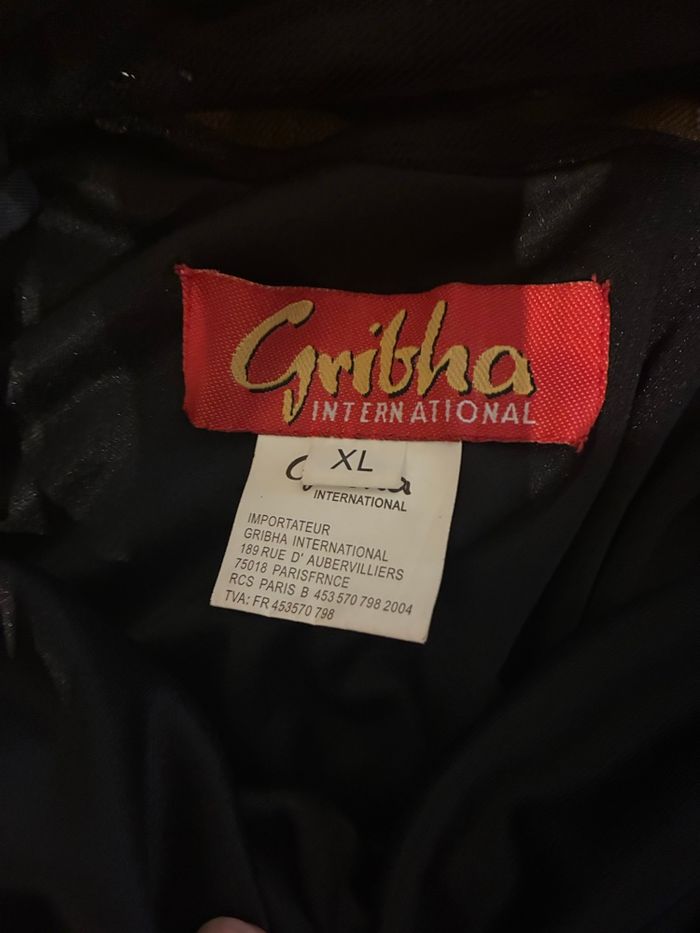 Gribha
INTERNATIONAL
XL
INTERNATIONAL
IMPORTATEUR
GRIBHA INTERNATIONAL
189 RUE D' AUBERVILLIERS
75018 PARISFRNCE
RCS PARIS B 453 570 798 2004
TVA: FR 453570 798